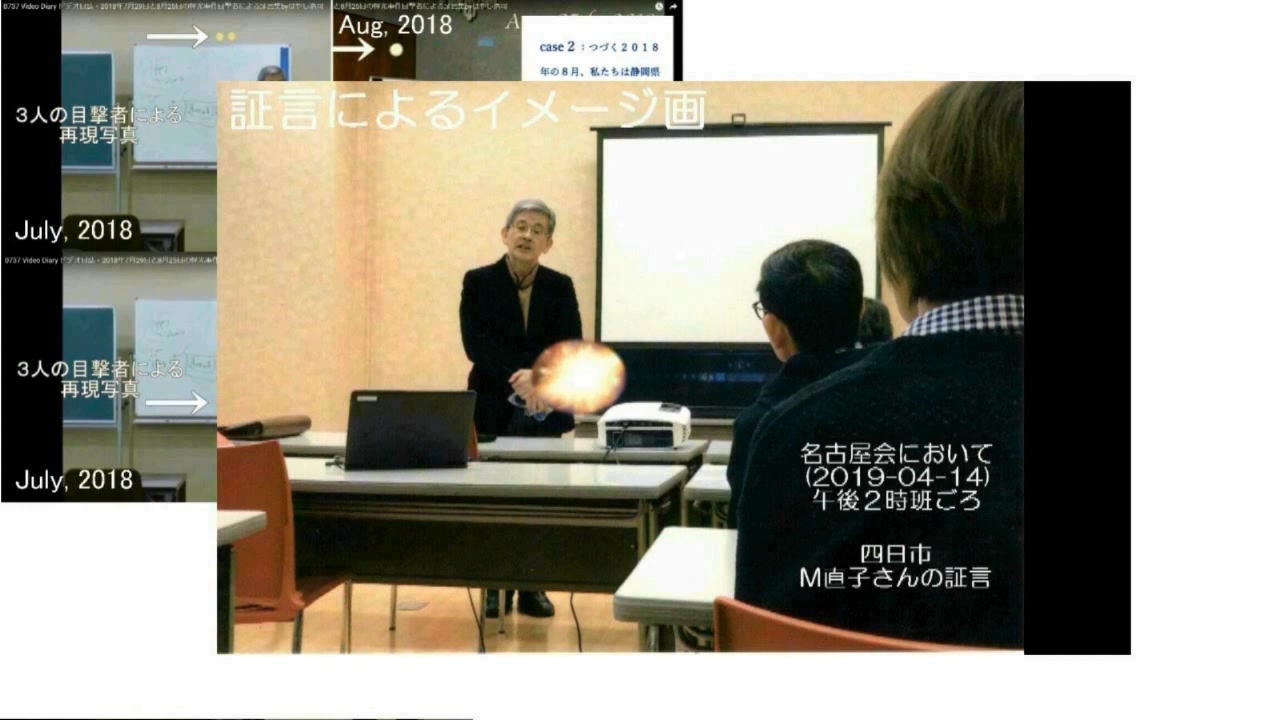 Aug, 2018
case 2：つづく２０１８
年の８月、私たちは静岡県
3人の目撃者による
再現写真
July, 2018
3人の目撃者による
再現写真
July, 2018
証言によるイメージ画
名古屋会において
(2019-04-14)
午後２時班ごろ
四日市
M直子さんの証言